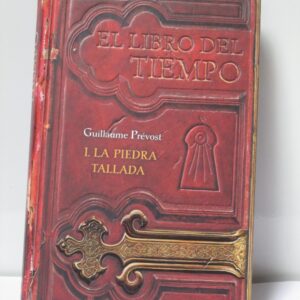 EL LIBRO DEL
TIEMPO
Guillaume Prévost
I. LA PIEDRA
TALLADA